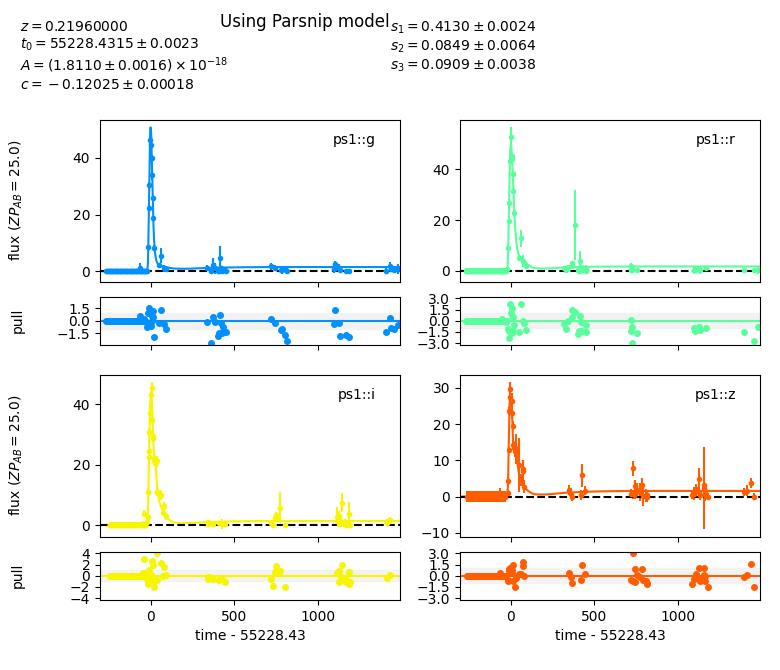 Using Parsnip model
z = 0.21960000
t₀ = 55228.4315 ± 0.0023
A = (1.8110 ± 0.0016) × 10⁻¹⁸
c = −0.12025 ± 0.00018
s₁ = 0.4130 ± 0.0024
s₂ = 0.0849 ± 0.0064
s₃ = 0.0909 ± 0.0038
flux (ZP_AB = 25.0)
40
20
0
ps1::g
40
20
0
ps1::r
pull
1.5
0.0
−1.5
3.0
1.5
0.0
−1.5
−3.0
flux (ZP_AB = 25.0)
40
20
0
ps1::i
30
20
10
0
−10
ps1::z
pull
4
2
0
−2
−4
3.0
1.5
0.0
−1.5
−3.0
0 500 1000
0 500 1000
time - 55228.43
time - 55228.43